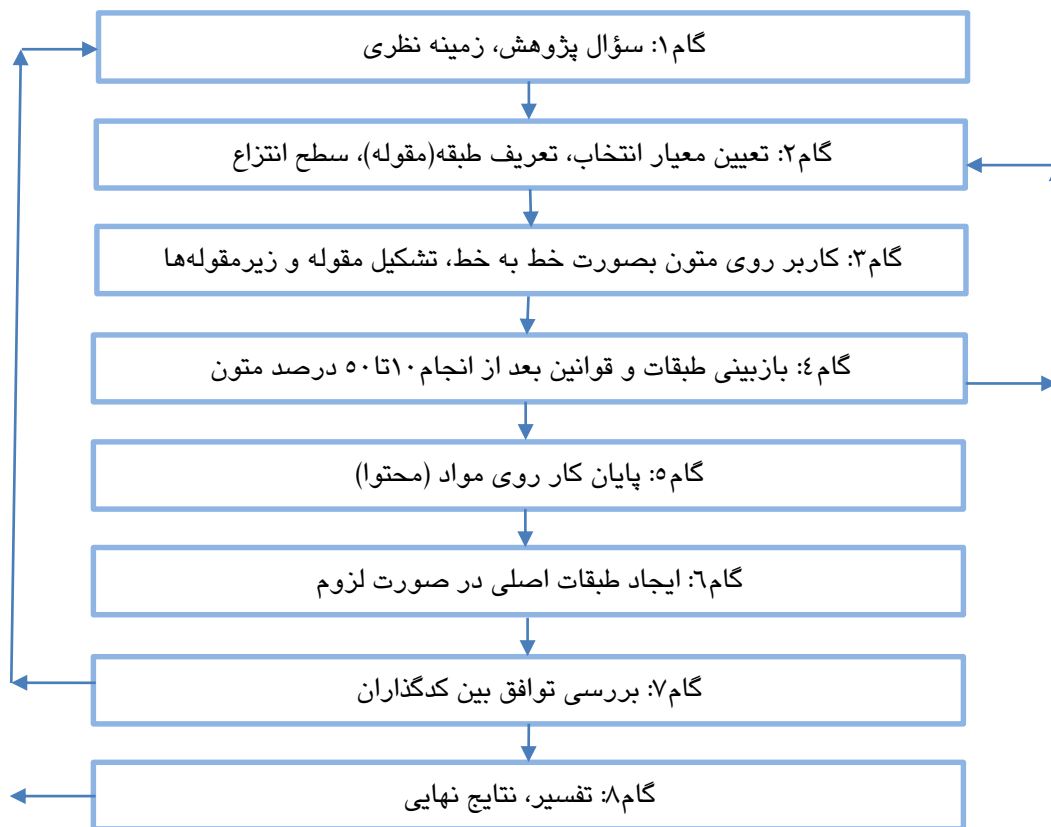 گام۱: سؤال پژوهش، زمینه نظری
گام۲: تعیین معیار انتخاب، تعریف طبقه(مقوله)، سطح انتزاع
گام۳: کاربر روی متون بصورت خط به خط، تشکیل مقوله و زیرمقوله‌ها
گام٤: بازبینی طبقات و قوانین بعد از انجام۱۰تا۵۰ درصد متون
گام۵: پایان کار روی مواد (محتوا)
گام٦: ایجاد طبقات اصلی در صورت لزوم
گام۷: بررسی توافق بین کدگذاران
گام۸: تفسیر، نتایج نهایی